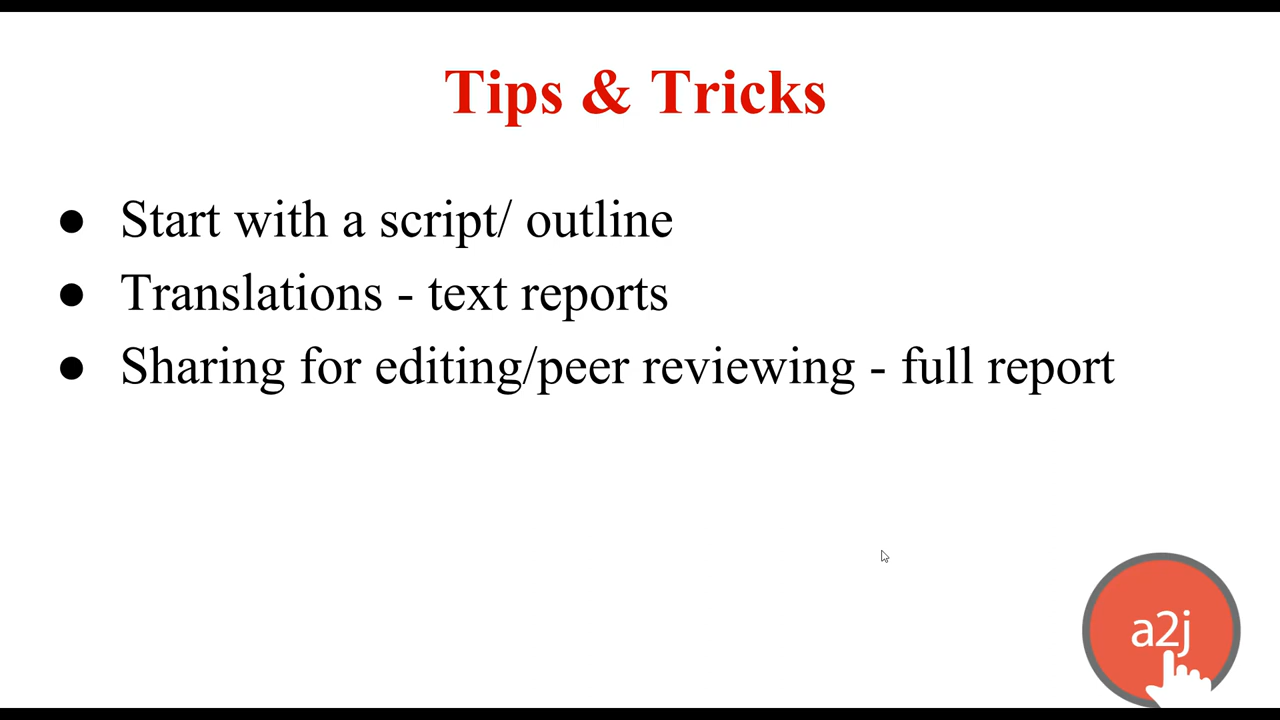 Tips & Tricks
● Start with a script/ outline
● Translations - text reports
● Sharing for editing/peer reviewing - full report
a2j